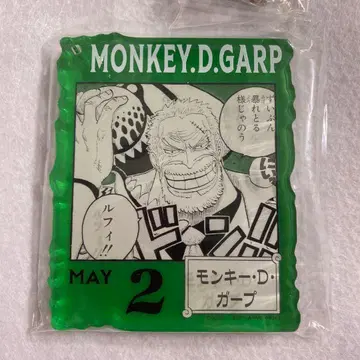 MONKEY.D.GARP
ずいぶん
暴れとる
様じゃのう
ルフィ!!
MAY 2
モンキー・D・
ガープ